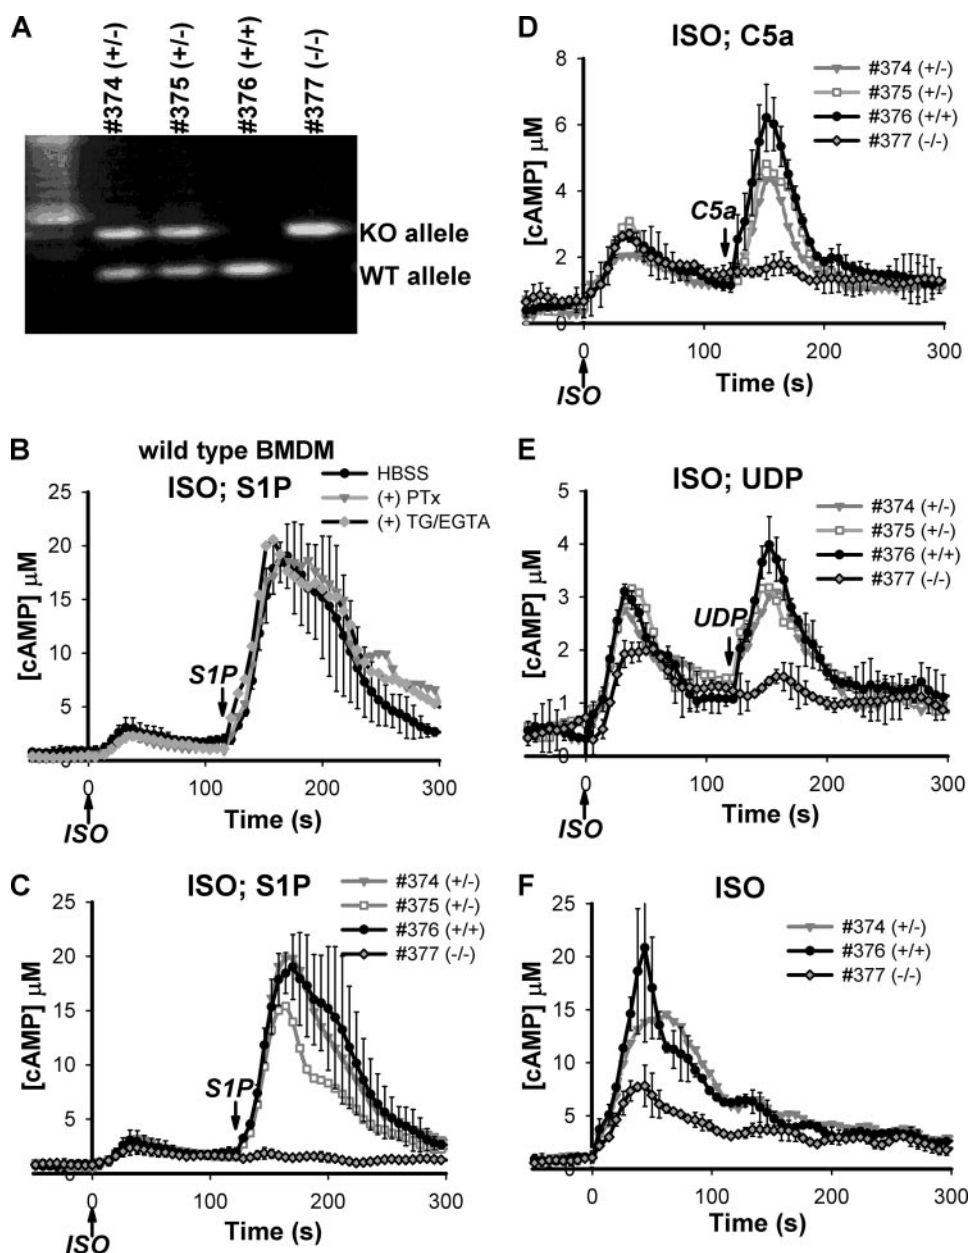 A
#374 (+/-)
#375 (+/-)
#376 (+/+)
#377 (-/-)
KO allele
WT allele
B
wild type BMDM
ISO; S1P
HBSS
(+) PTx
(+) TG/EGTA
[cAMP] µM
25
20
15
10
5
0
S1P
0
100
200
300
ISO
Time (s)
C
ISO; S1P
#374 (+/-)
#375 (+/-)
#376 (+/+)
#377 (-/-)
[cAMP] µM
25
20
15
10
5
S1P
0
100
200
300
ISO
Time (s)
D
ISO; C5a
#374 (+/-)
#375 (+/-)
#376 (+/+)
#377 (-/-)
[cAMP] µM
8
6
4
2
0
C5a
0
100
200
300
ISO
Time (s)
E
ISO; UDP
#374 (+/-)
#375 (+/-)
#376 (+/+)
#377 (-/-)
[cAMP] µM
5
4
3
2
1
0
UDP
0
100
200
300
ISO
Time (s)
F
ISO
#374 (+/-)
#376 (+/+)
#377 (-/-)
[cAMP] µM
25
20
15
10
5
0
100
200
300
Time (s)